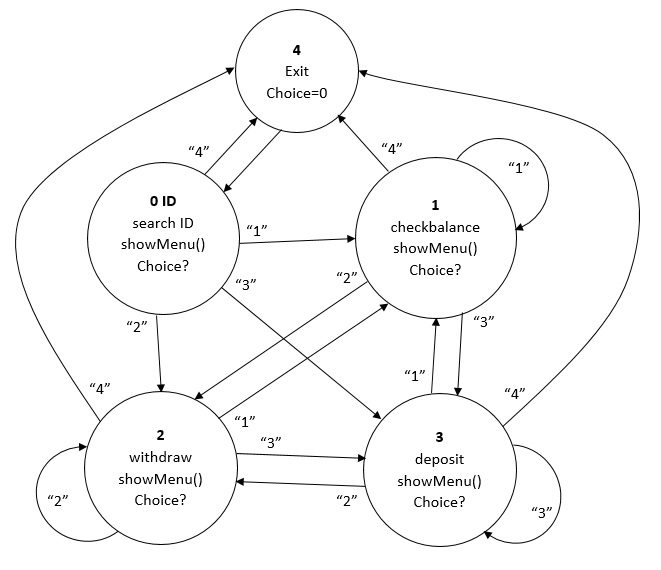 4
Exit
Choice=0
“4”
“4”
“1”
0 ID
search ID
showMenu()
Choice?
“1”
1
checkbalance
showMenu()
Choice?
“3”
“2”
“2”
“3”
“1”
“4”
“4”
“1”
2
withdraw
showMenu()
Choice?
“3”
3
deposit
showMenu()
Choice?
“2”
“2”
“3”